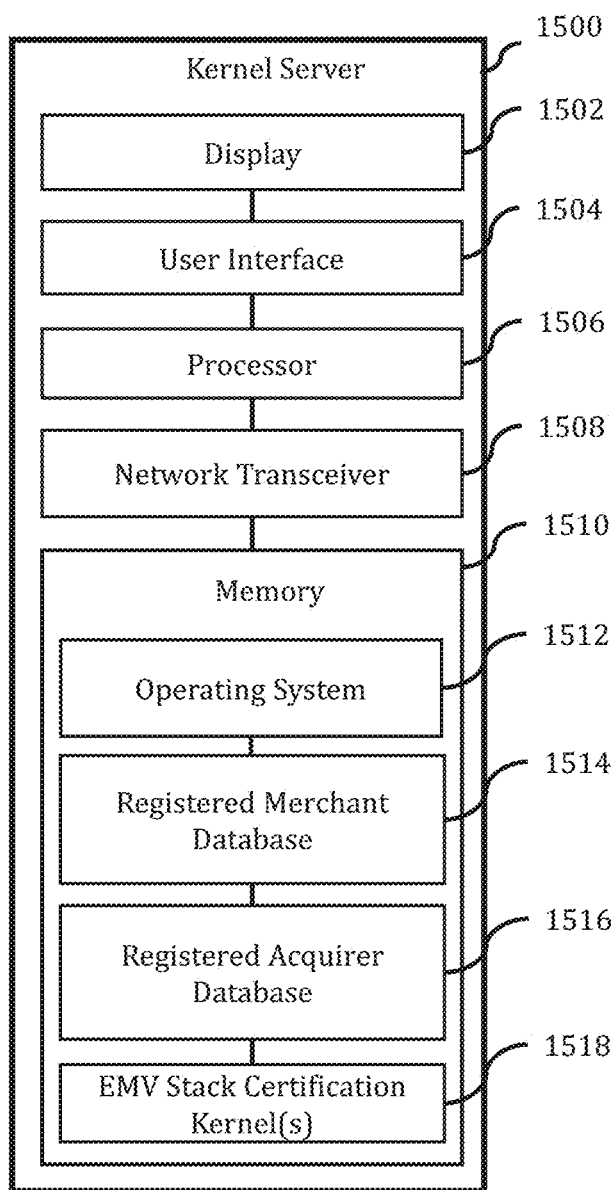 1500
Kernel Server
1502
Display
1504
User Interface
1506
Processor
1508
Network Transceiver
1510
Memory
1512
Operating System
1514
Registered Merchant
Database
1516
Registered Acquirer
Database
1518
EMV Stack Certification
Kernel(s)